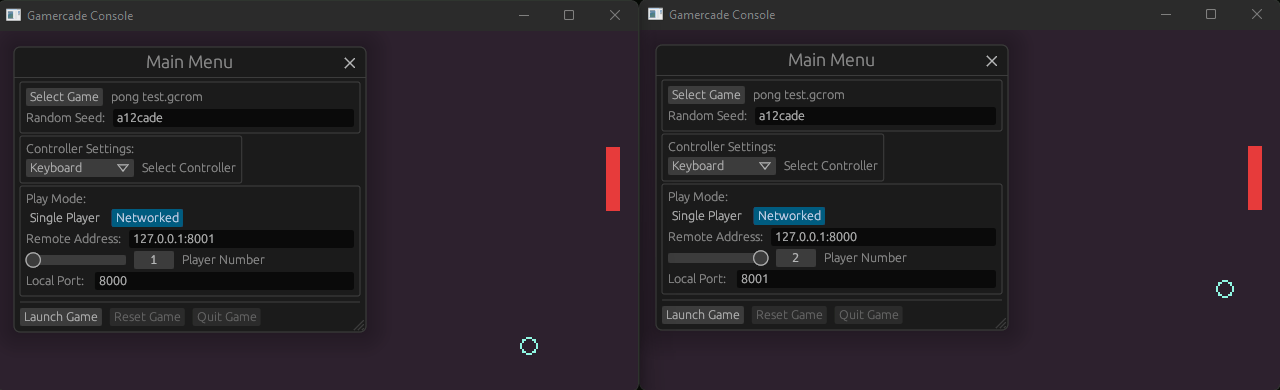 Gamercade Console
Main Menu
Select Game pong test.gcrom
Random Seed: a12cade
Controller Settings:
Keyboard Select Controller
Play Mode:
Single Player Networked
Remote Address: 127.0.0.1:8001
1 Player Number
Local Port: 8000
Launch Game Reset Game Quit Game
Gamercade Console
Main Menu
Select Game pong test.gcrom
Random Seed: a12cade
Controller Settings:
Keyboard Select Controller
Play Mode:
Single Player Networked
Remote Address: 127.0.0.1:8000
2 Player Number
Local Port: 8001
Launch Game Reset Game Quit Game